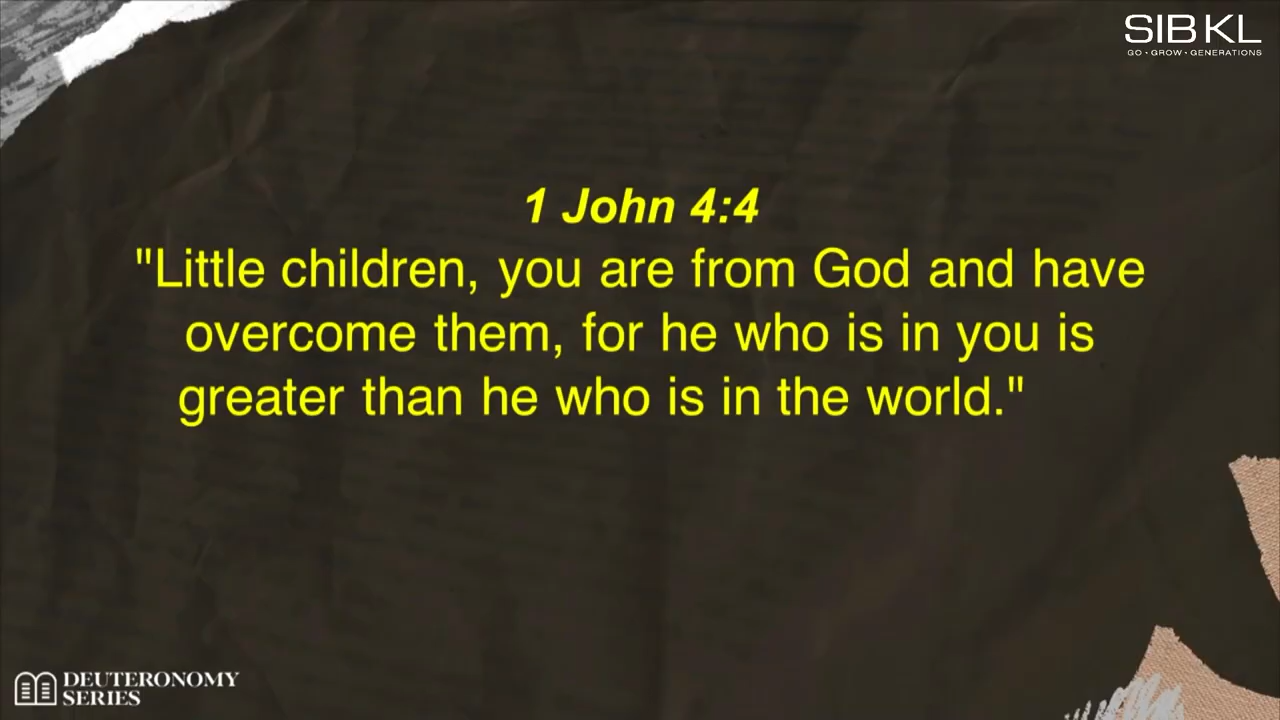 SIBKL
GO • GROW • GENERATIONS
1 John 4:4
"Little children, you are from God and have
overcome them, for he who is in you is
greater than he who is in the world."
DEUTERONOMY
SERIES